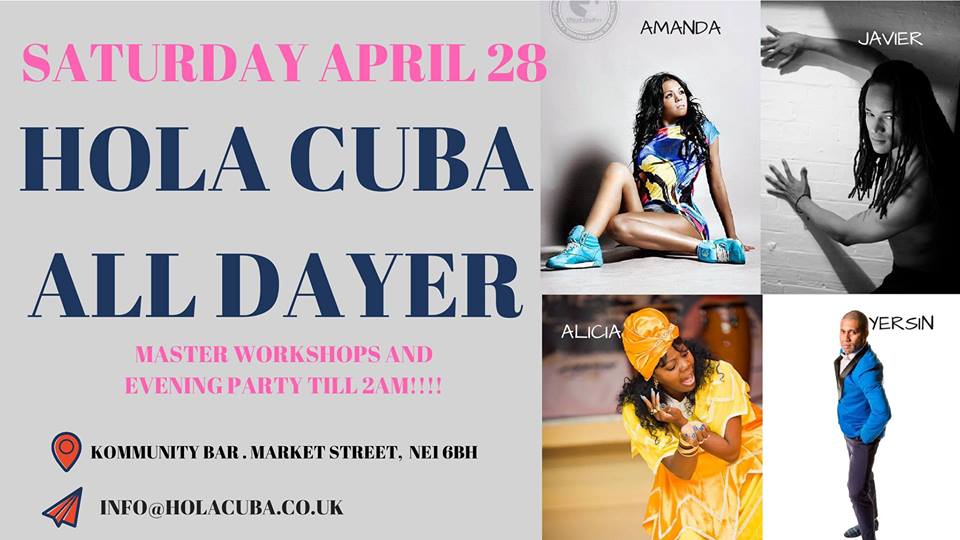 SATURDAY APRIL 28
HOLA CUBA
ALL DAYER
MASTER WORKSHOPS AND
EVENING PARTY TILL 2AM!!!!
KOMMUNITY BAR . MARKET STREET, NE1 6BH
INFO@HOLACUBA.CO.UK
AMANDA
JAVIER
ALICIA
YERSIN